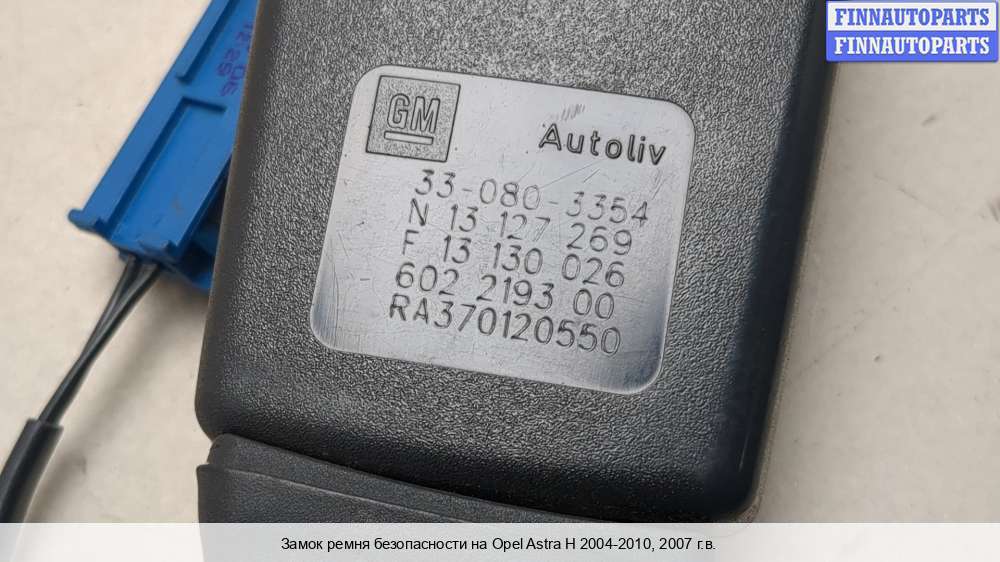 FINNAUTOPARTS
FINNAUTOPARTS
GM
Autoliv
33-080-3354
N 13 127 269
F 13 130 026
602 2193 00
RA370120550
Замок ремня безопасности на Opel Astra H 2004-2010, 2007 г.в.